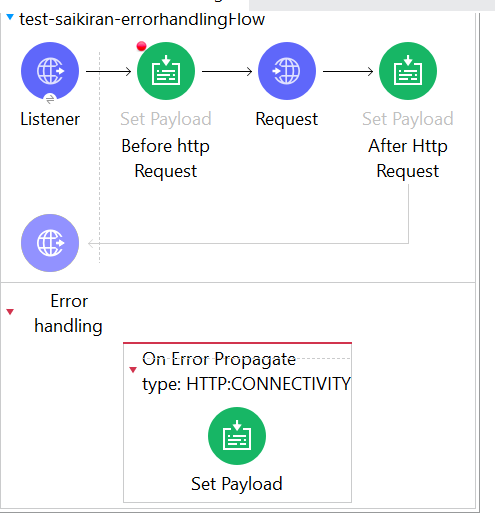 test-saikiran-errorhandlingFlow
Listener
Set Payload
Before http
Request
Request
Set Payload
After Http
Request
Error
handling
On Error Propagate
type: HTTP:CONNECTIVITY
Set Payload